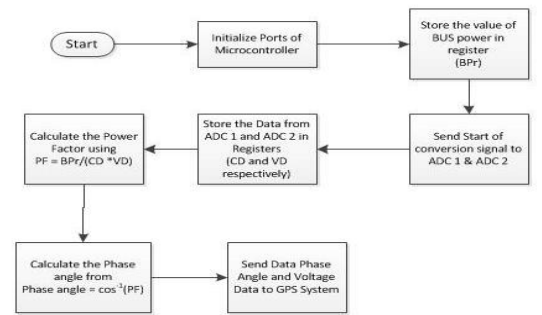 Start
Initialize Ports of
Microcontroller
Store the value of
BUS power in
register
(BPr)
Send Start of
conversion signal to
ADC 1 & ADC 2
Store the Data from
ADC 1 and ADC 2 in
Registers
(CD and VD
respectively)
Calculate the Power
Factor using
PF = BPr/(CD *VD)
Calculate the Phase
angle from
Phase angle = cos⁻¹(PF)
Send Data Phase
Angle and Voltage
Data to GPS System